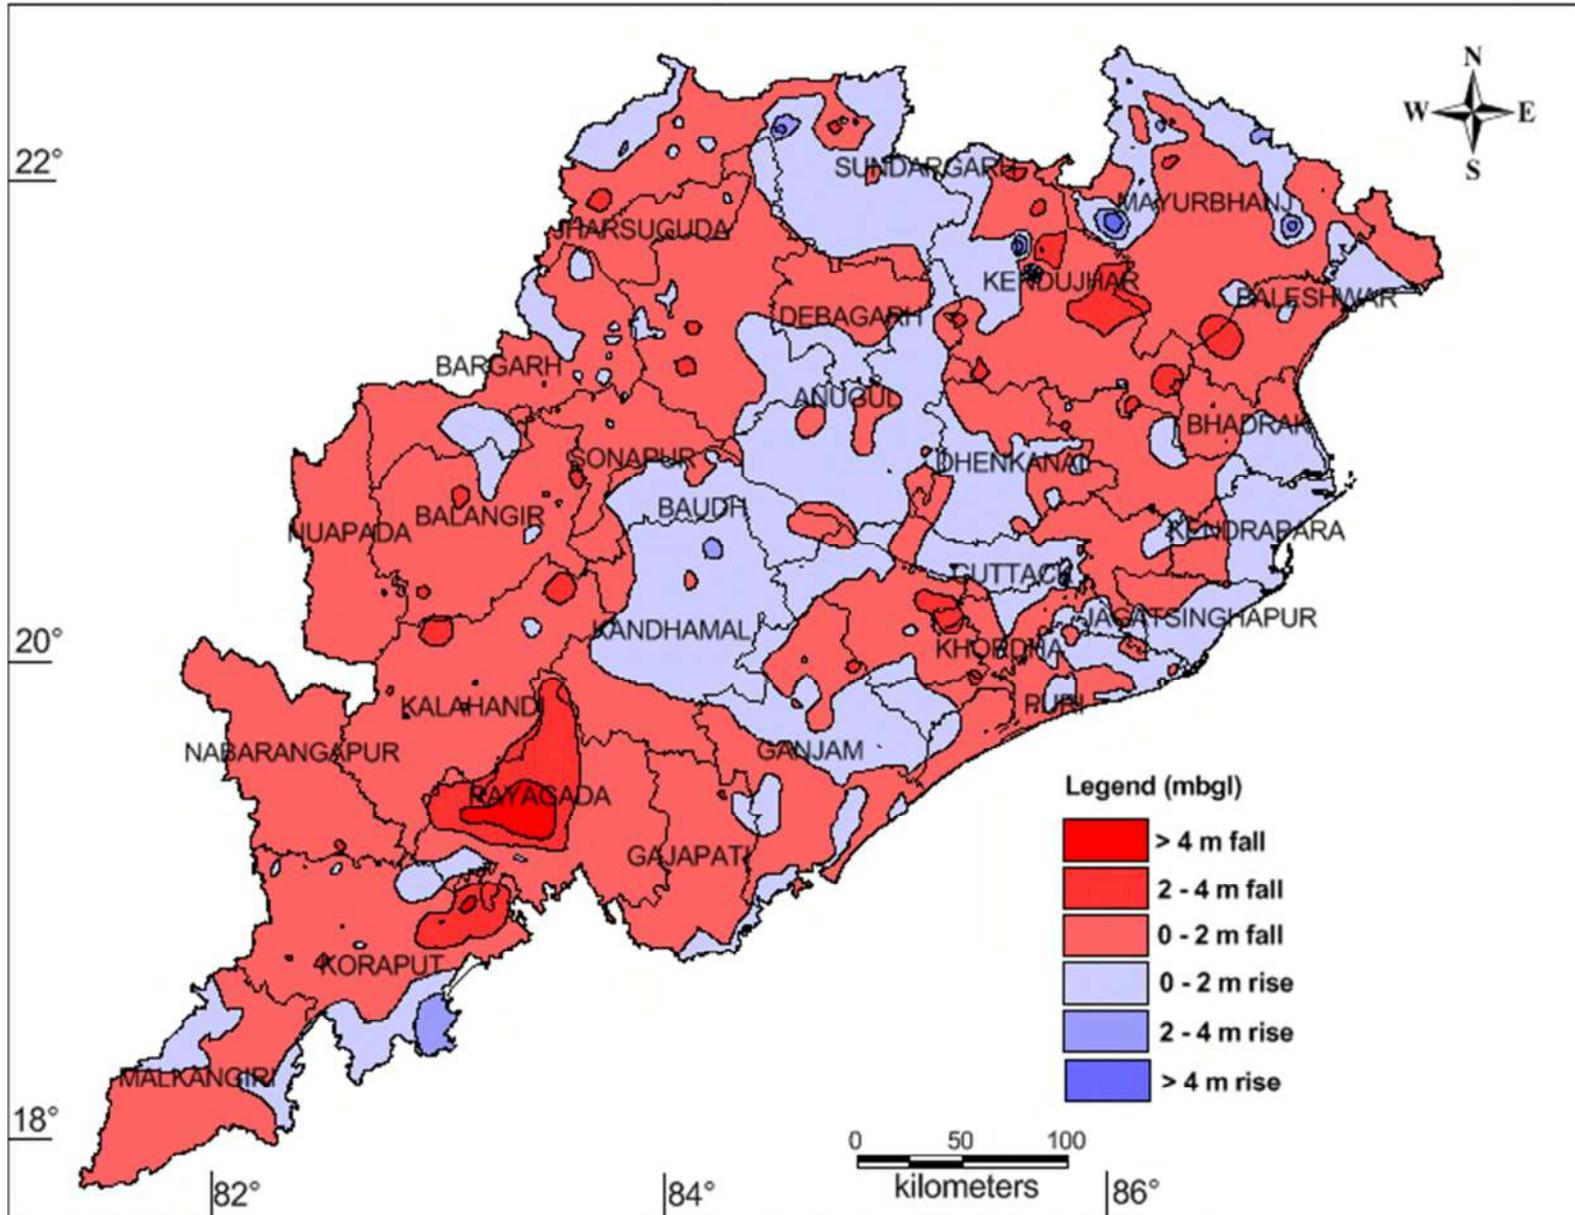 N
W E
S
22°
SUNDARGARH
MAYURBHANJ
JHARSUGUDA
KENDUJHAR
BALESHWAR
DEBAGARH
BARGARH
ANUGUL
BHADRAK
SONAPUR
DHENKANAL
BAUDH
BALANGIR
NUAPADA
KENDRAPARA
CUTTACK
JAGATSINGHAPUR
20°
KANDHAMAL
KHORDHA
KALAHANDI
PURI
NABARANGAPUR
GANJAM
RAYAGADA
GAJAPATI
KORAPUT
MALKANGIRI
18°
Legend (mbgl)
> 4 m fall
2 - 4 m fall
0 - 2 m fall
0 - 2 m rise
2 - 4 m rise
> 4 m rise
0 50 100
kilometers
82° 84° 86°